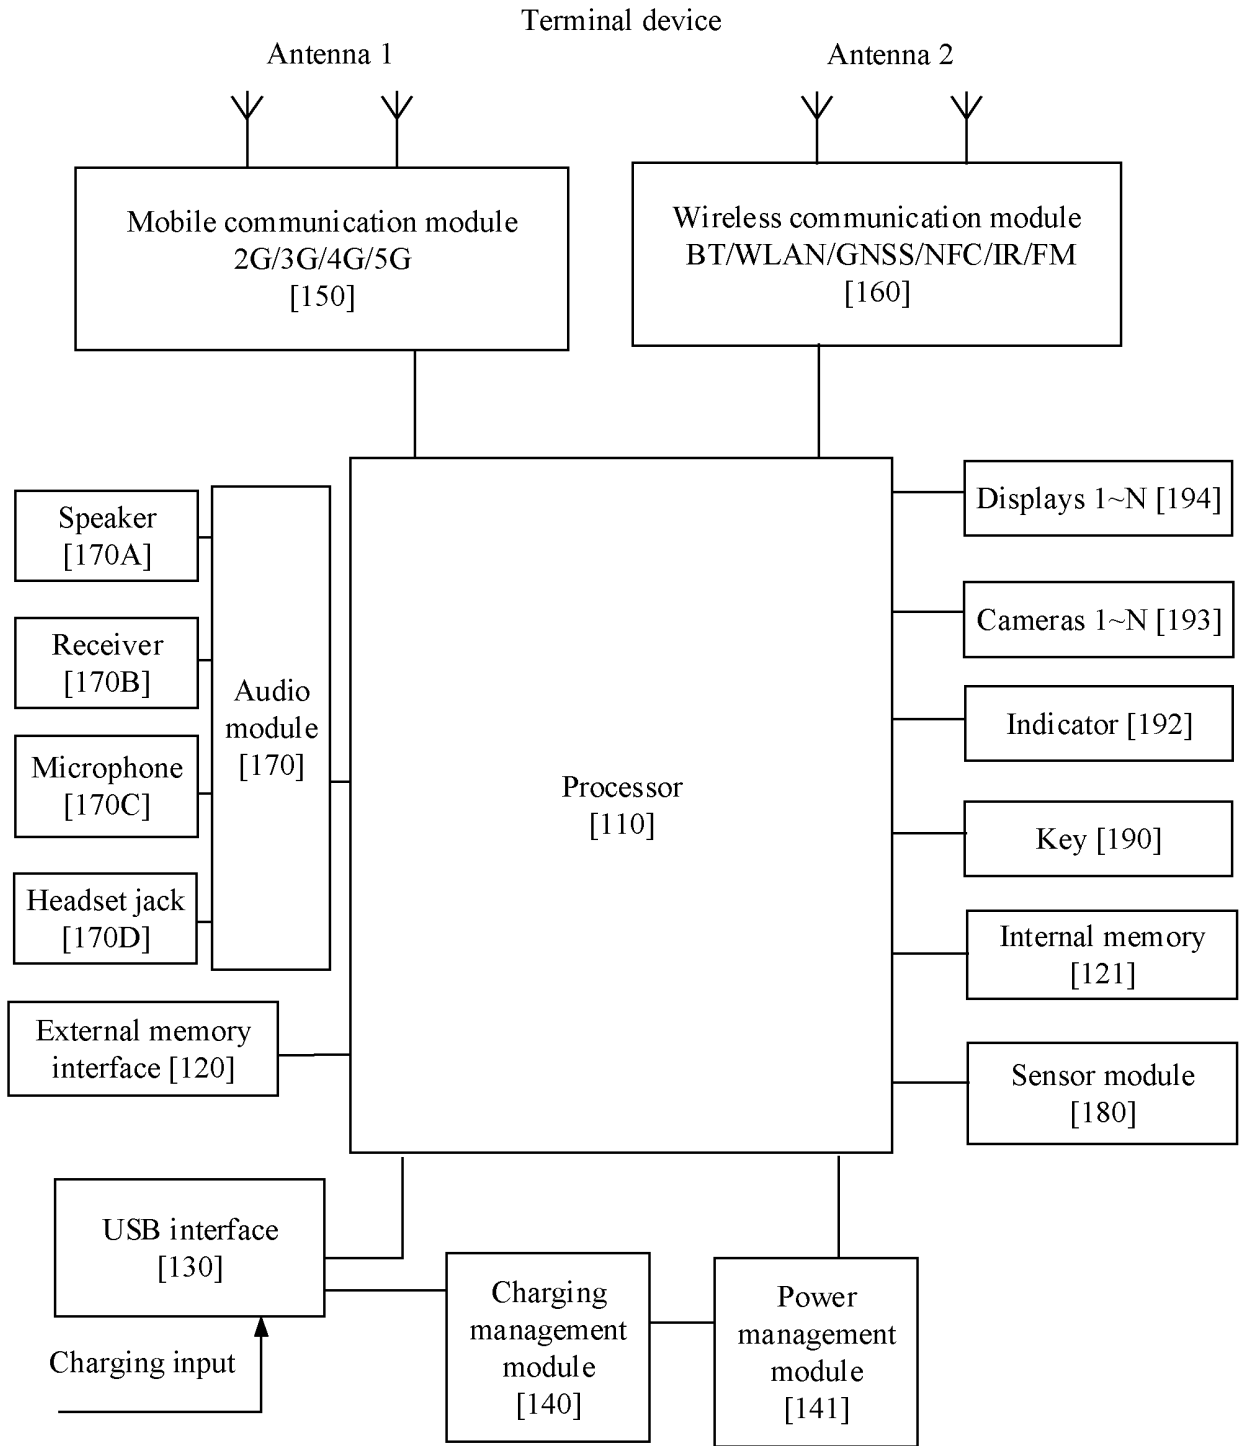 Terminal device
Antenna 1
Antenna 2
Mobile communication module
2G/3G/4G/5G
[150]
Wireless communication module
BT/WLAN/GNSS/NFC/IR/FM
[160]
Speaker
[170A]
Receiver
[170B]
Microphone
[170C]
Headset jack
[170D]
Audio
module
[170]
External memory
interface [120]
Processor
[110]
Displays 1~N [194]
Cameras 1~N [193]
Indicator [192]
Key [190]
Internal memory
[121]
Sensor module
[180]
USB interface
[130]
Charging input
Charging
management
module
[140]
Power
management
module
[141]